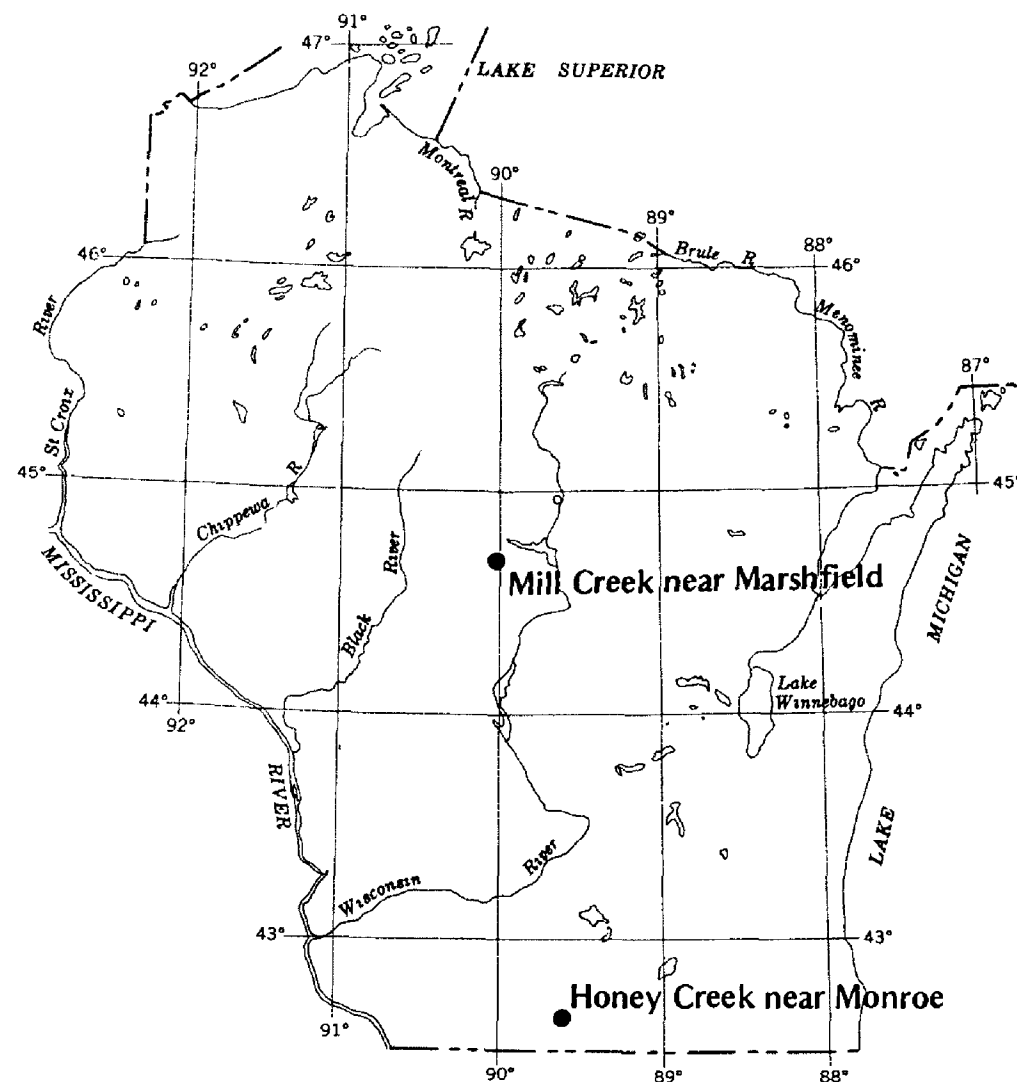 91°
47°
92°
LAKE SUPERIOR
Montreal R
90°
89°
88°
46°
Brule R
46°
River
Menominee R
87°
St Croix
45°
45°
Chippewa R
River
Black
MISSISSIPPI
Mill Creek near Marshfield
MICHIGAN
Lake
Winnebago
44°
44°
92°
RIVER
LAKE
River
Wisconsin
43°
43°
Honey Creek near Monroe
91°
90°
89°
88°